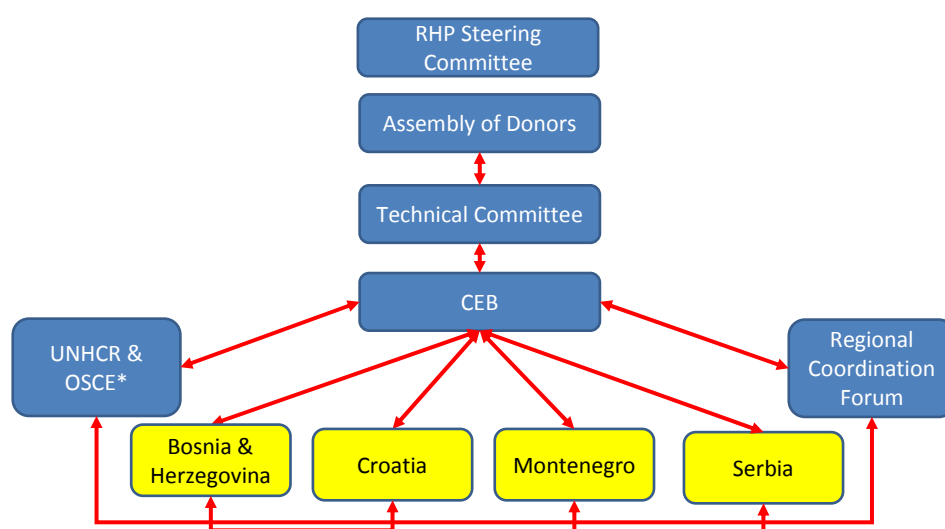 RHP Steering
Committee
Assembly of Donors
Technical Committee
CEB
UNHCR &
OSCE*
Regional
Coordination
Forum
Bosnia &
Herzegovina
Croatia
Montenegro
Serbia